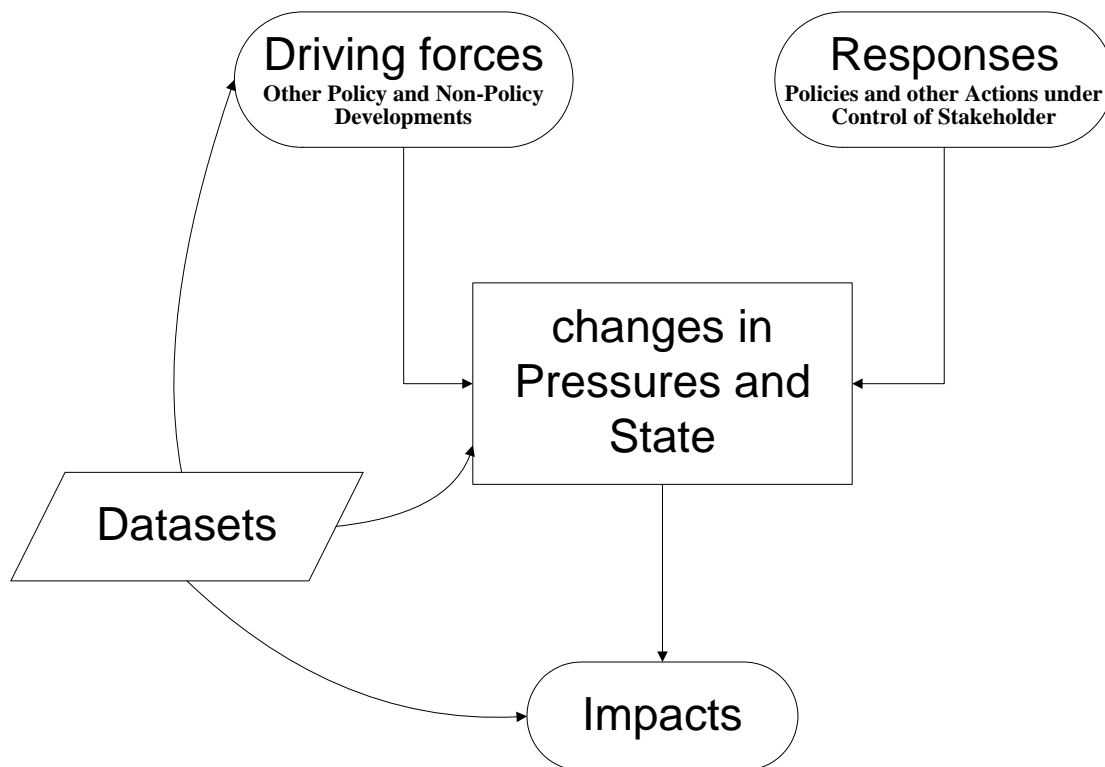 Driving forces
Other Policy and Non-Policy
Developments
Responses
Policies and other Actions under
Control of Stakeholder
changes in
Pressures and
State
Datasets
Impacts